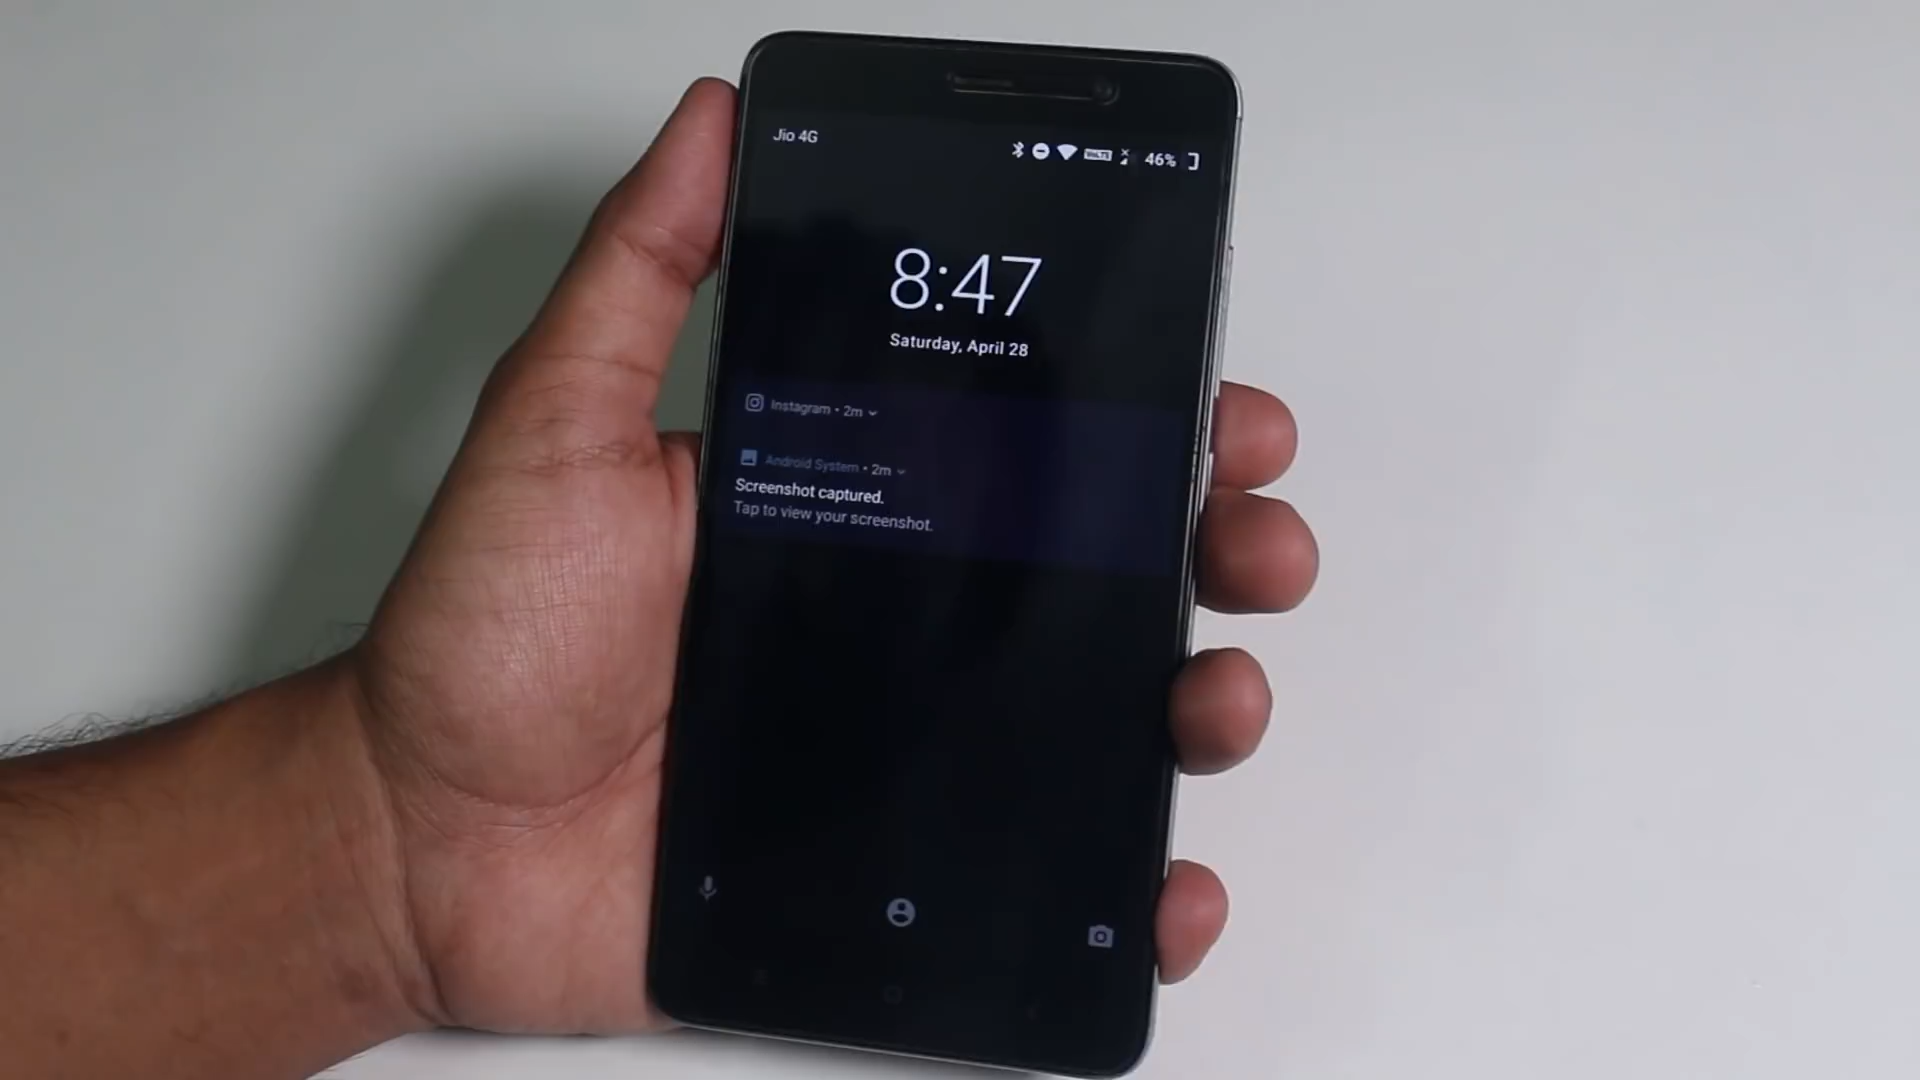 Jio 4G
VoLTE 46%
8:47
Saturday, April 28
Instagram • 2m
Android System • 2m
Screenshot captured.
Tap to view your screenshot.